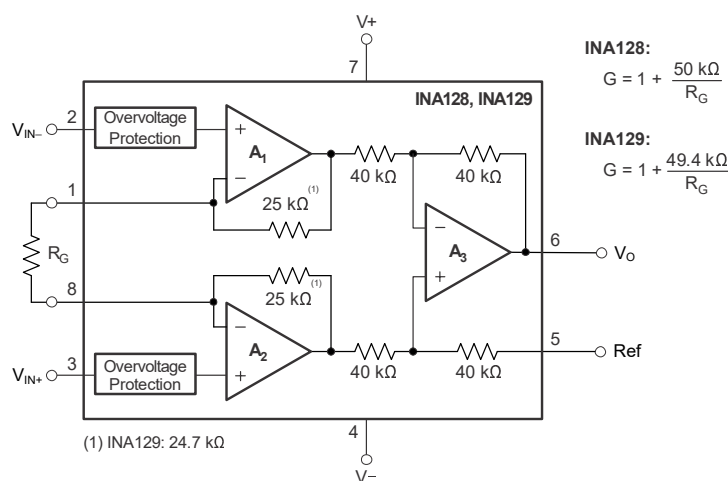 V+
7
INA128:
G = 1 + 50 kΩ / R_G
INA129:
G = 1 + 49.4 kΩ / R_G
INA128, INA129
2
V_IN–
Overvoltage
Protection
+
A_1
–
40 kΩ
40 kΩ
1
25 kΩ
(1)
R_G
–
A_3
+
6
V_O
8
25 kΩ
(1)
–
A_2
+
5
Ref
3
V_IN+
Overvoltage
Protection
40 kΩ
40 kΩ
4
V–
(1) INA129: 24.7 kΩ